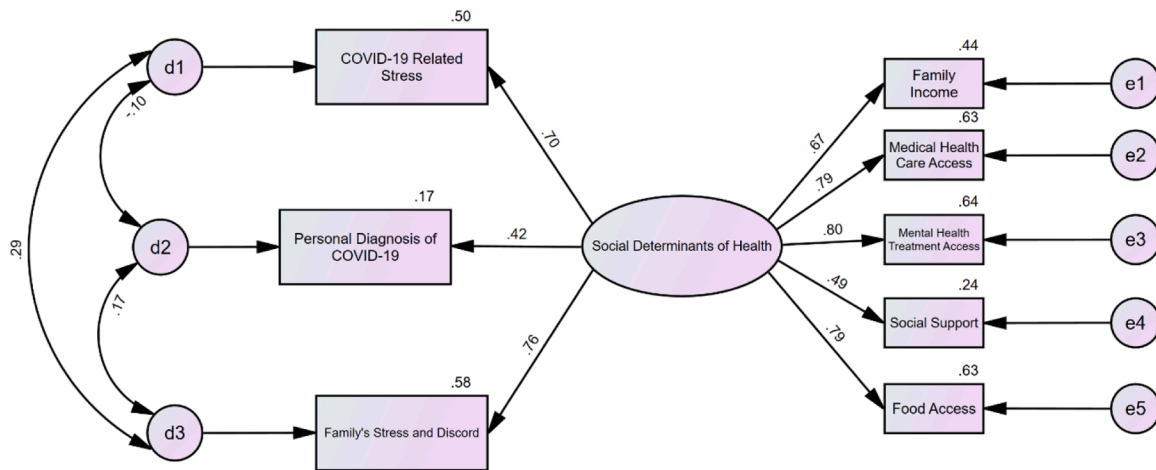 .50
d1
COVID-19 Related
Stress
-.10
.70
.44
Family
Income
e1
.67
.63
Medical Health
Care Access
e2
.79
.29
d2
.17
Personal Diagnosis of
COVID-19
.42
Social Determinants of Health
.80
.64
Mental Health
Treatment Access
e3
.49
.24
Social Support
e4
.17
.76
.79
.63
Food Access
e5
.58
d3
Family's Stress and Discord